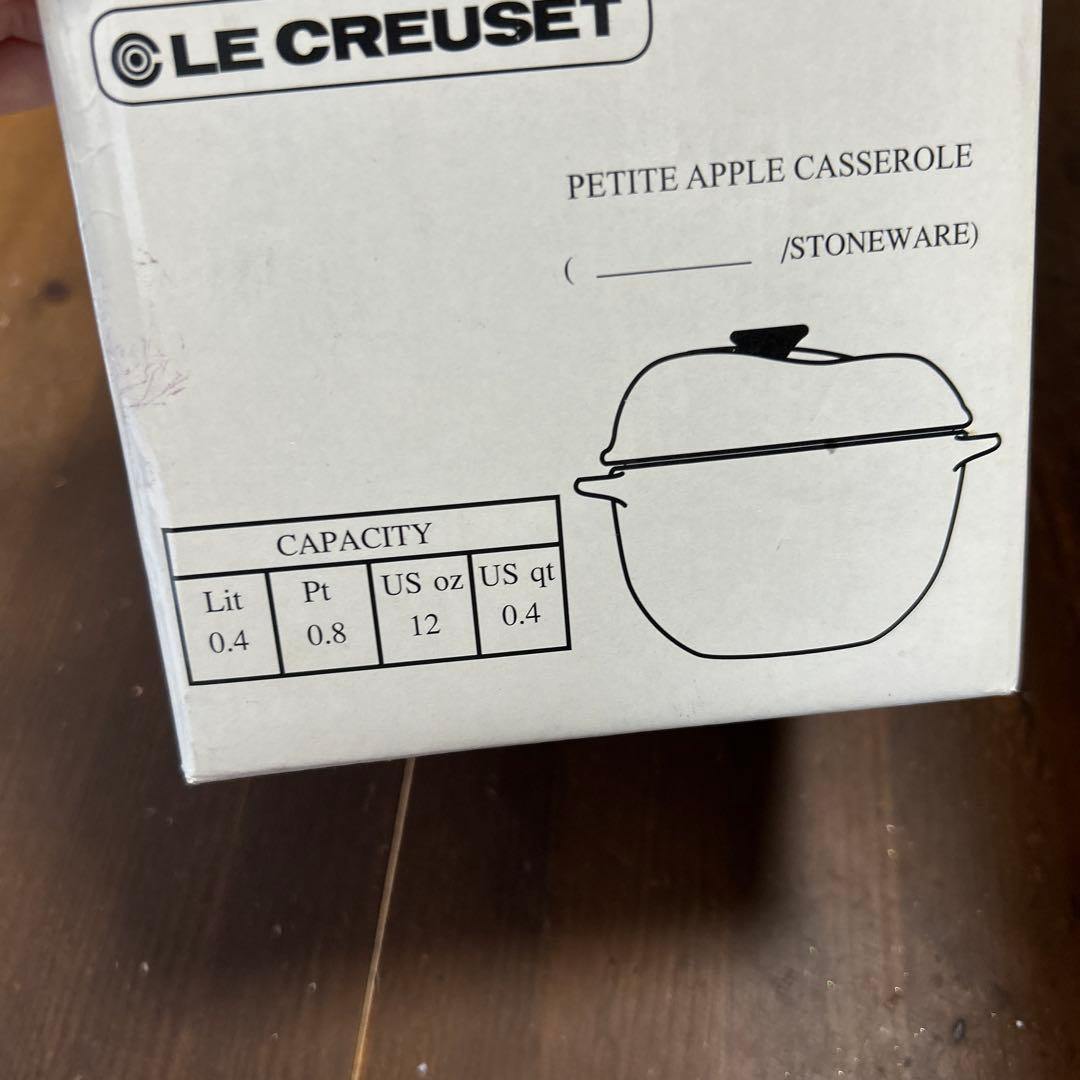 LE CREUSET
PETITE APPLE CASSEROLE
( ________ /STONEWARE)
CAPACITY
Lit Pt US oz US qt
0.4 0.8 12 0.4